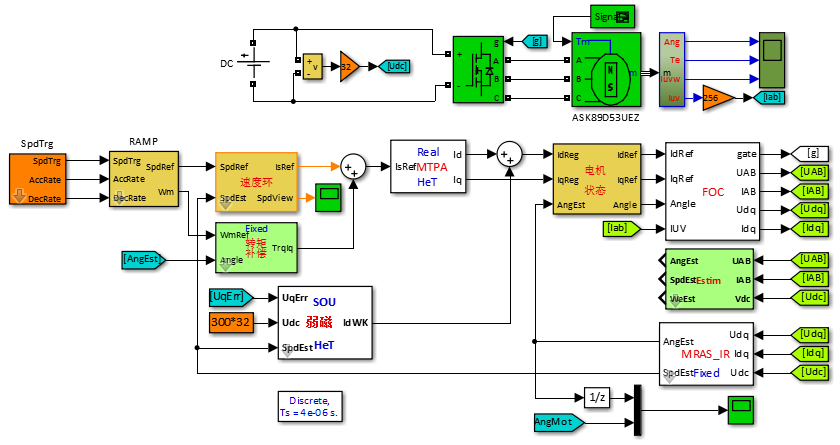 Signal
[g]
DC
+
v
-
32
[Udc]
+
-
g
A
B
C
Tm
A
B
C
N
S
m
ASK89D53UEZ
m
Ang
Te
Iuvw
Iuv
256
[Iab]
SpdTrg
SpdTrg
AccRate
DecRate
RAMP
SpdTrg
AccRate
DecRate
SpdRef
Wm
SpdRef
SpdEst
速度环
IsRef
SpdView
Fixed
WmRef
Angle
转矩
补偿
TrqIq
[AngEst]
IsRef
Real
MTPA
HeT
Id
Iq
IdReg
IqReg
AngEst
电机
状态
IdRef
IqRef
Angle
IdRef
IqRef
Angle
IUV
FOC
gate
UAB
IAB
Udq
Idq
[g]
[UAB]
[IAB]
[Udq]
[Idq]
[Iab]
AngEst
SpdEst
WeEst
Estim
UAB
IAB
Vdc
[UAB]
[IAB]
[Udc]
[UqErr]
300*32
UqErr
Udc
SpdEst
SOU
弱磁
HeT
IdWK
AngEst
SpdEst
MRAS_IR
Fixed
Udq
Idq
Udc
[Udq]
[Idq]
[Udc]
Discrete,
Ts = 4e-06 s.
1/z
AngMot